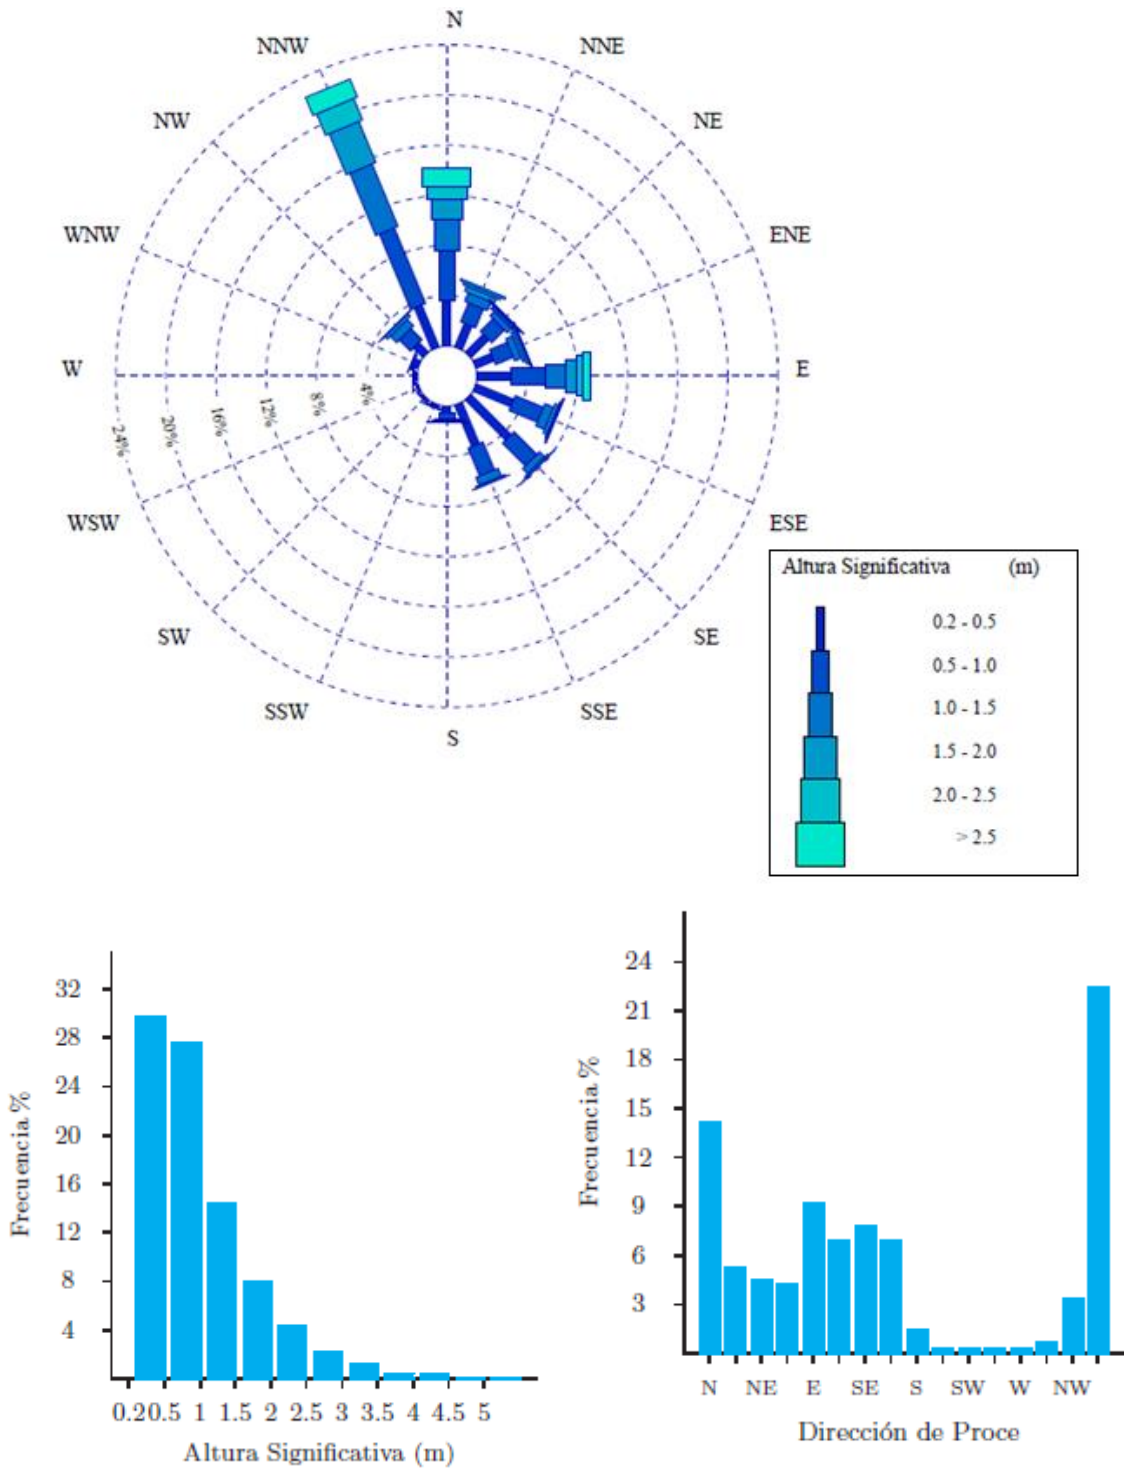 N
NNW
NNE
NW
NE
WNW
ENE
W
E
4%
8%
12%
16%
20%
24%
WSW
ESE
SW
SE
SSW
SSE
S
Altura Significativa (m)
0.2 - 0.5
0.5 - 1.0
1.0 - 1.5
1.5 - 2.0
2.0 - 2.5
> 2.5
Frecuencia %
32
28
24
20
16
12
8
4
0.2 0.5 1 1.5 2 2.5 3 3.5 4 4.5 5
Altura Significativa (m)
Frecuencia %
24
21
18
15
12
9
6
3
N NE E SE S SW W NW
Dirección de Proce